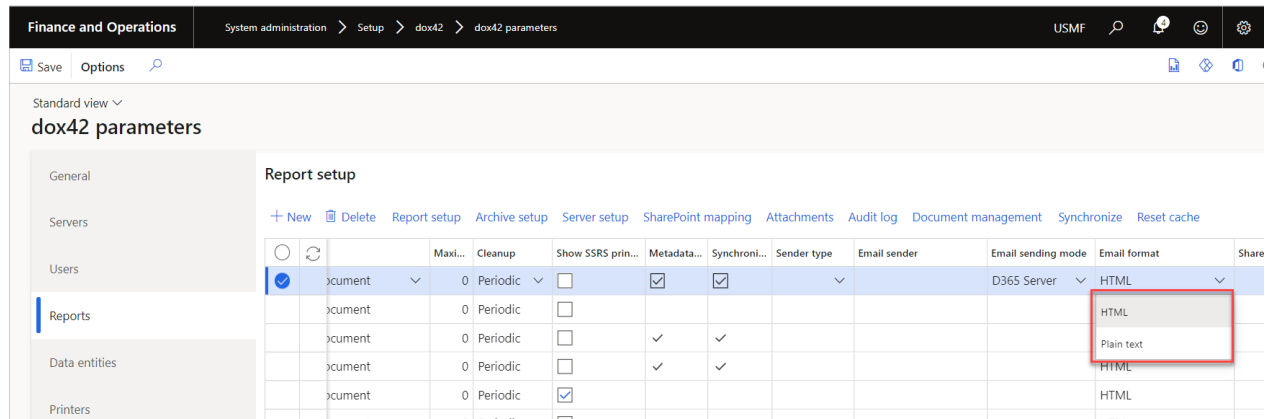 Finance and Operations System administration Setup dox42 dox42 parameters USMF 4
Save Options
Standard view
dox42 parameters
General
Servers
Users
Reports
Data entities
Printers
Report setup
New Delete Report setup Archive setup Server setup SharePoint mapping Attachments Audit log Document management Synchronize Reset cache
Maxi... Cleanup Show SSRS prin... Metadata... Synchroni... Sender type Email sender Email sending mode Email format Share
ocument 0 Periodic D365 Server HTML
ocument 0 Periodic HTML
ocument 0 Periodic Plain text
ocument 0 Periodic HTML
ocument 0 Periodic HTML